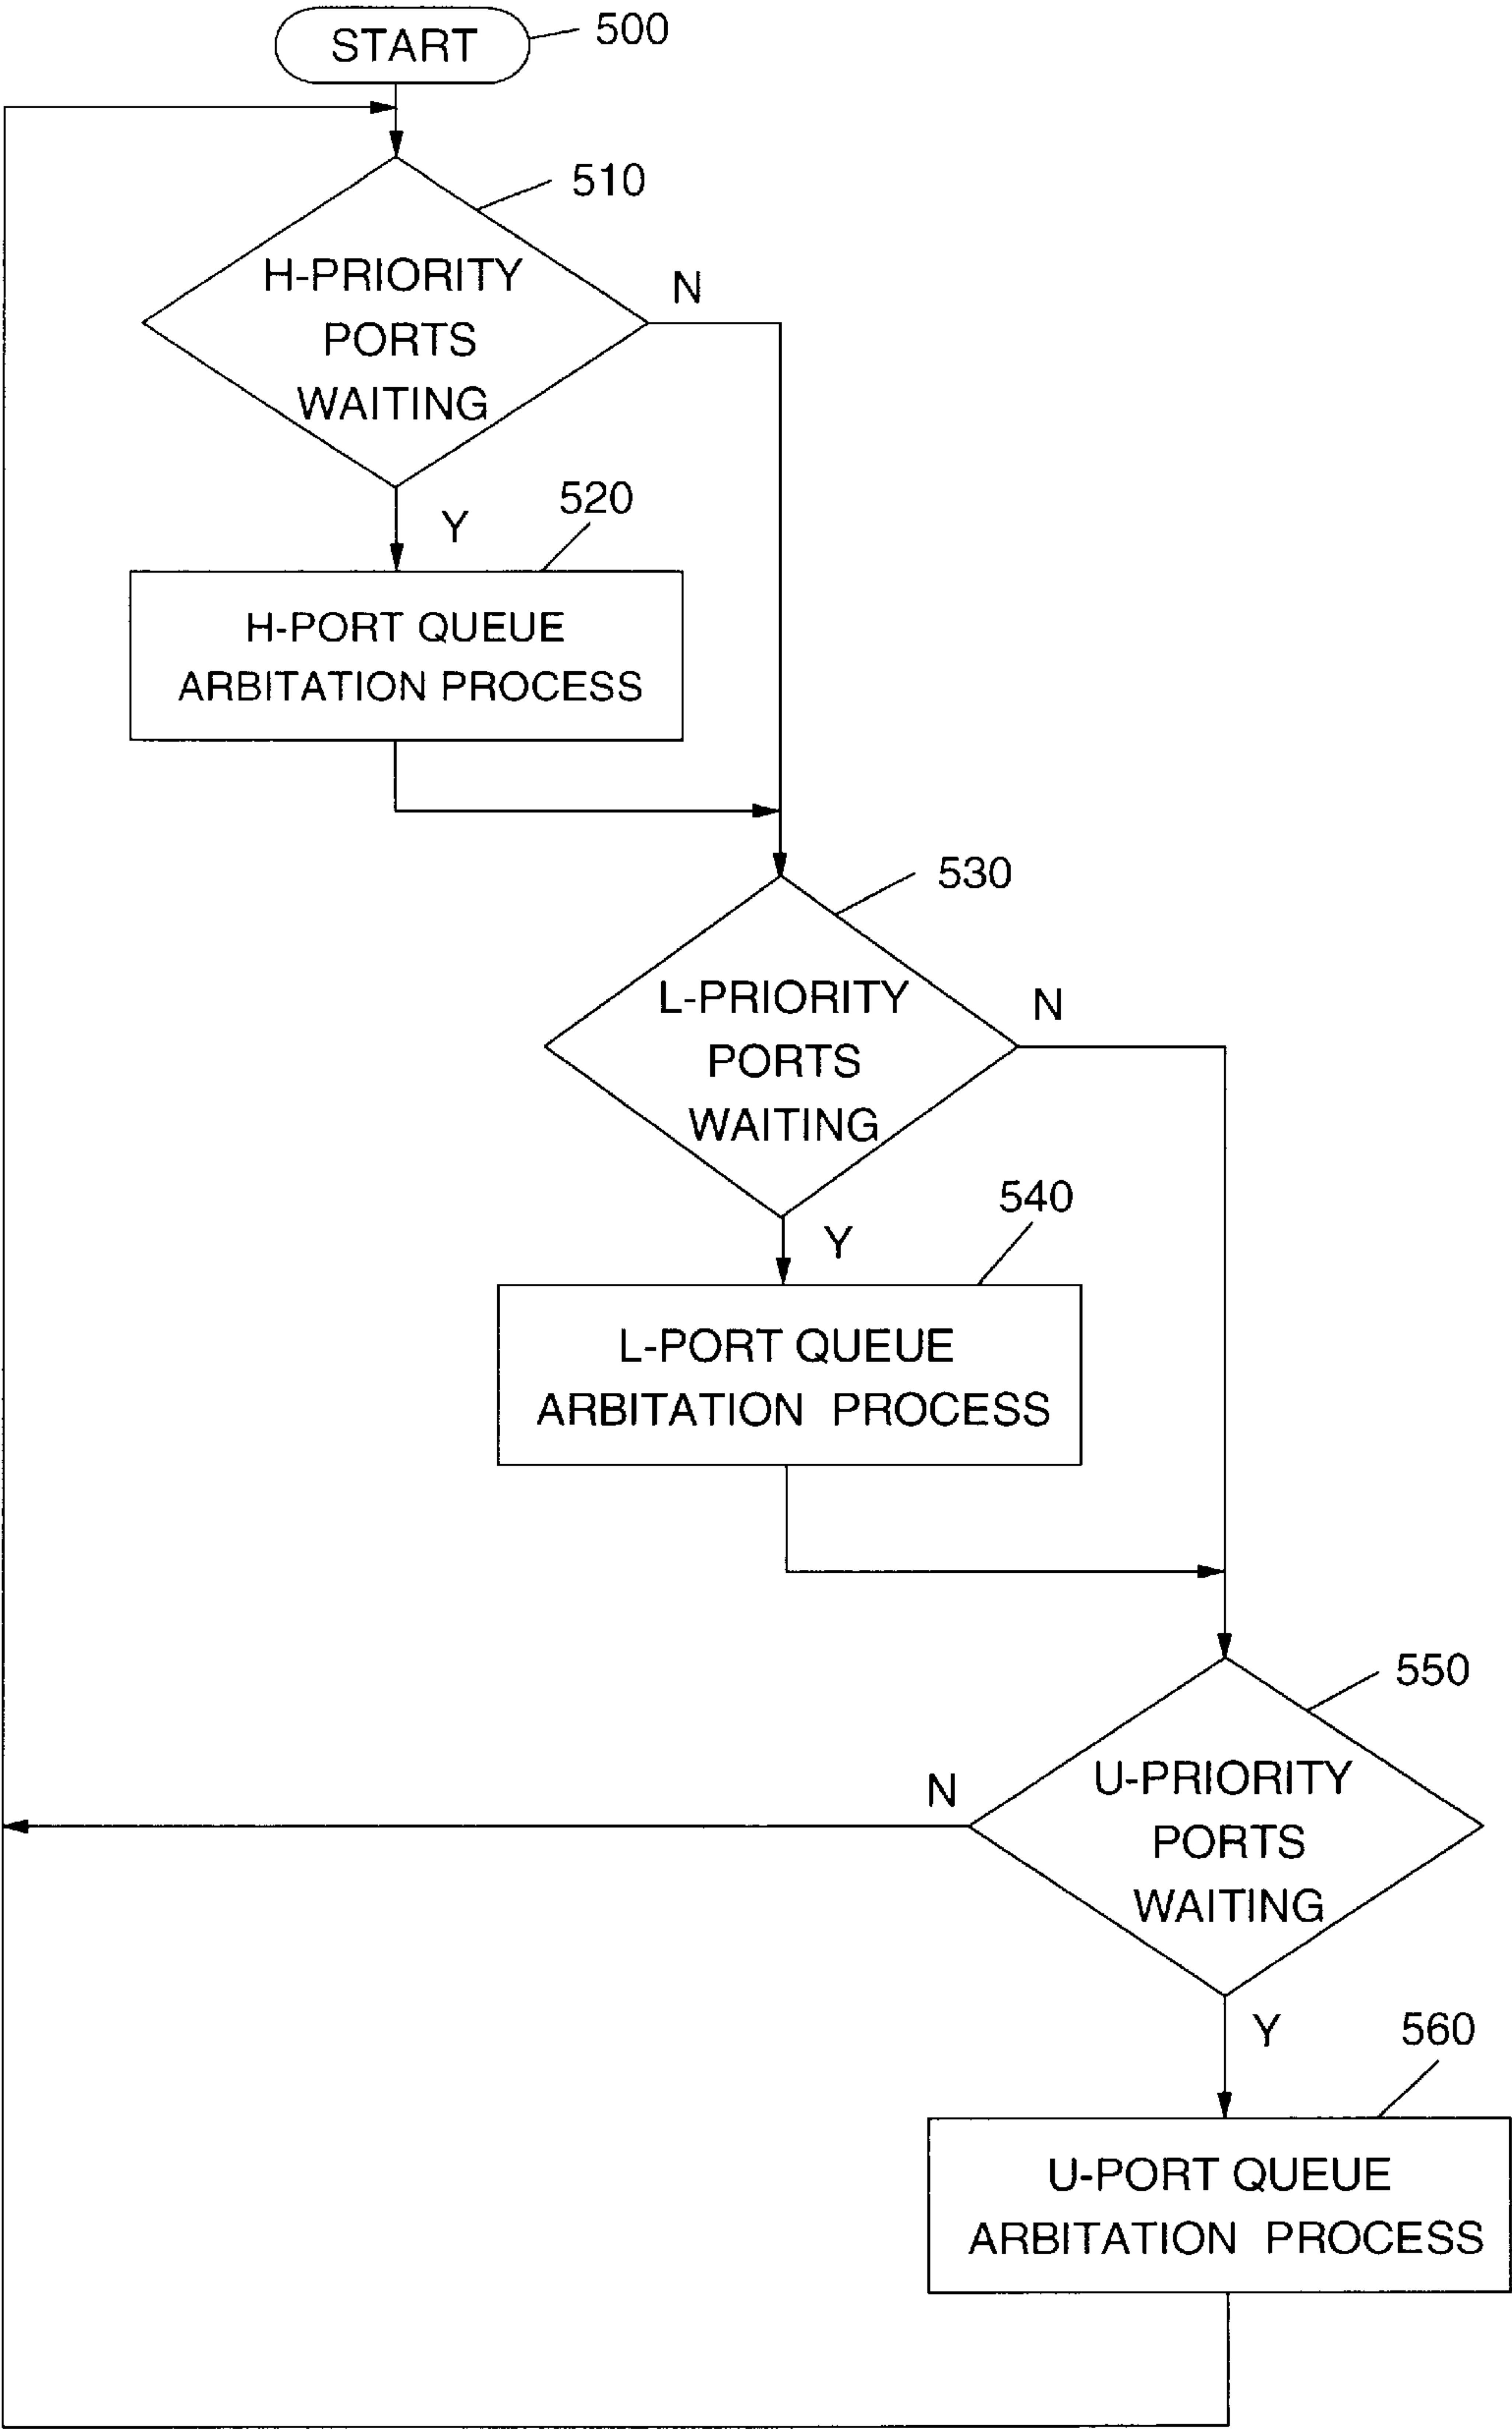 START
500
510
H-PRIORITY
PORTS
WAITING
N
Y
520
H-PORT QUEUE
ARBITATION PROCESS
530
L-PRIORITY
PORTS
WAITING
N
Y
540
L-PORT QUEUE
ARBITATION PROCESS
550
U-PRIORITY
PORTS
WAITING
N
Y
560
U-PORT QUEUE
ARBITATION PROCESS